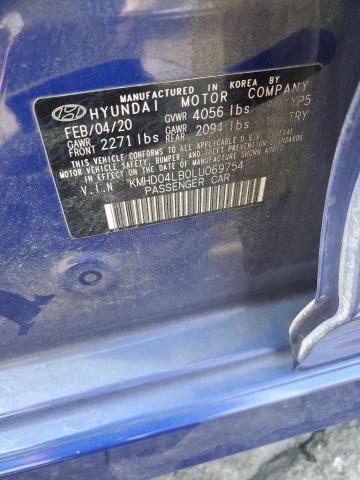 MANUFACTURED IN KOREA BY
HYUNDAI MOTOR COMPANY
FEB/04/20 GVWR 4056 lbs YP5
GAWR FRONT 2271 lbs GAWR REAR 2094 lbs TRY
THIS VEHICLE CONFORMS TO ALL APPLICABLE U.S.A. FEDERAL
MOTOR VEHICLE SAFETY, BUMPER, AND THEFT PREVENTION STANDARDS
IN EFFECT ON THE DATE OF MANUFACTURE SHOWN ABOVE.
V.I.N KMHD04LB0LU069754
PASSENGER CAR